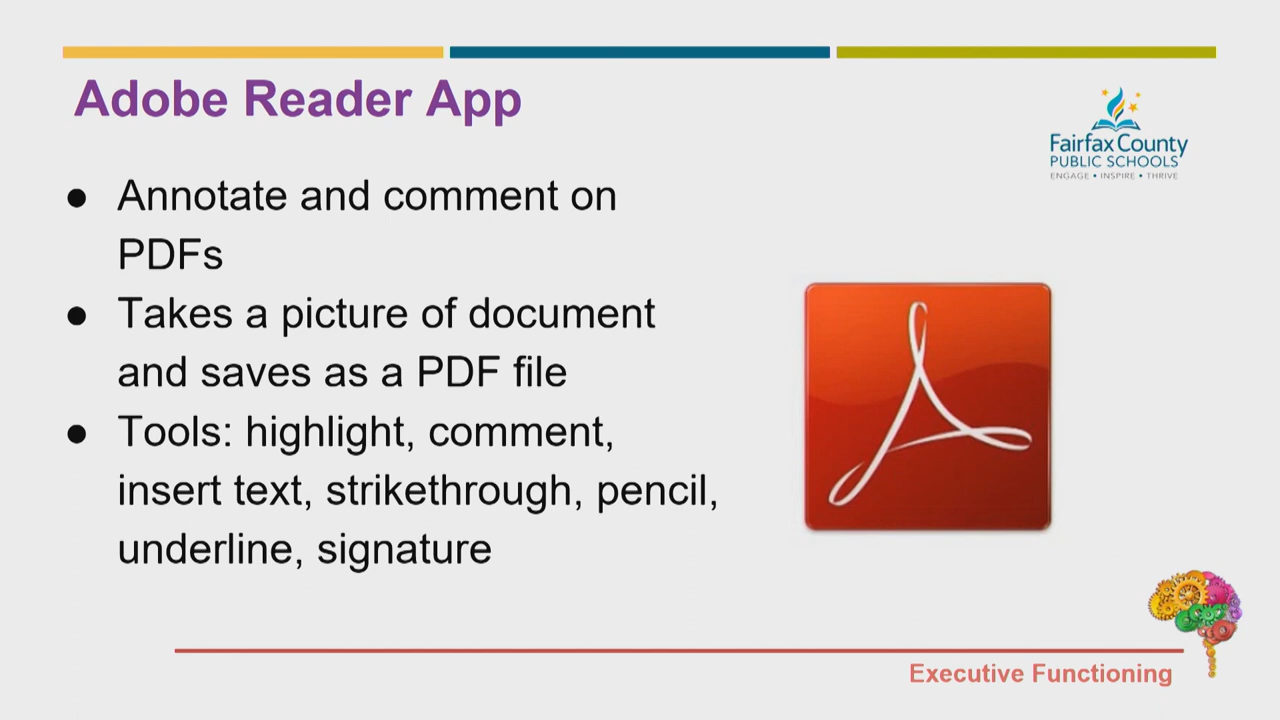 Adobe Reader App
Fairfax County
PUBLIC SCHOOLS
ENGAGE • INSPIRE • THRIVE
● Annotate and comment on
PDFs
● Takes a picture of document
and saves as a PDF file
● Tools: highlight, comment,
insert text, strikethrough, pencil,
underline, signature
Executive Functioning